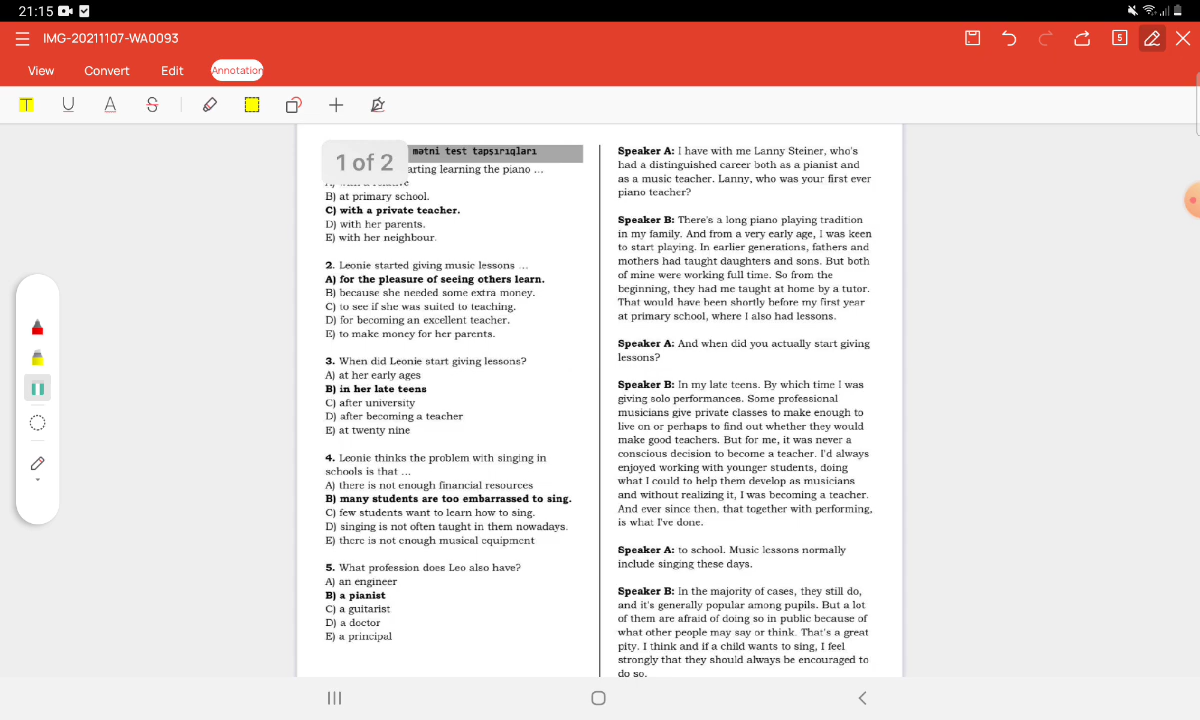 21:15
IMG-20211107-WA0093
5
View Convert Edit Annotation
T U A S
1 of 2
mətni test tapşırıqları
arting learning the piano ...
B) at primary school.
C) with a private teacher.
D) with her parents.
E) with her neighbour.
2. Leonie started giving music lessons ...
A) for the pleasure of seeing others learn.
B) because she needed some extra money.
C) to see if she was suited to teaching.
D) for becoming an excellent teacher.
E) to make money for her parents.
3. When did Leonie start giving lessons?
A) at her early ages
B) in her late teens
C) after university
D) after becoming a teacher
E) at twenty nine
4. Leonie thinks the problem with singing in
schools is that ...
A) there is not enough financial resources
B) many students are too embarrassed to sing.
C) few students want to learn how to sing.
D) singing is not often taught in them nowadays.
E) there is not enough musical equipment
5. What profession does Leo also have?
A) an engineer
B) a pianist
C) a guitarist
D) a doctor
E) a principal
Speaker A: I have with me Lanny Steiner, who's
had a distinguished career both as a pianist and
as a music teacher. Lanny, who was your first ever
piano teacher?
Speaker B: There's a long piano playing tradition
in my family. And from a very early age, I was keen
to start playing. In earlier generations, fathers and
mothers had taught daughters and sons. But both
of mine were working full time. So from the
beginning, they had me taught at home by a tutor.
That would have been shortly before my first year
at primary school, where I also had lessons.
Speaker A: And when did you actually start giving
lessons?
Speaker B: In my late teens. By which time I was
giving solo performances. Some professional
musicians give private classes to make enough to
live on or perhaps to find out whether they would
make good teachers. But for me, it was never a
conscious decision to become a teacher. I'd always
enjoyed working with younger students, doing
what I could to help them develop as musicians
and without realizing it, I was becoming a teacher.
And ever since then, that together with performing,
is what I've done.
Speaker A: to school. Music lessons normally
include singing these days.
Speaker B: In the majority of cases, they still do,
and it's generally popular among pupils. But a lot
of them are afraid of doing so in public because of
what other people may say or think. That's a great
pity. I think and if a child wants to sing, I feel
strongly that they should always be encouraged to
do so.